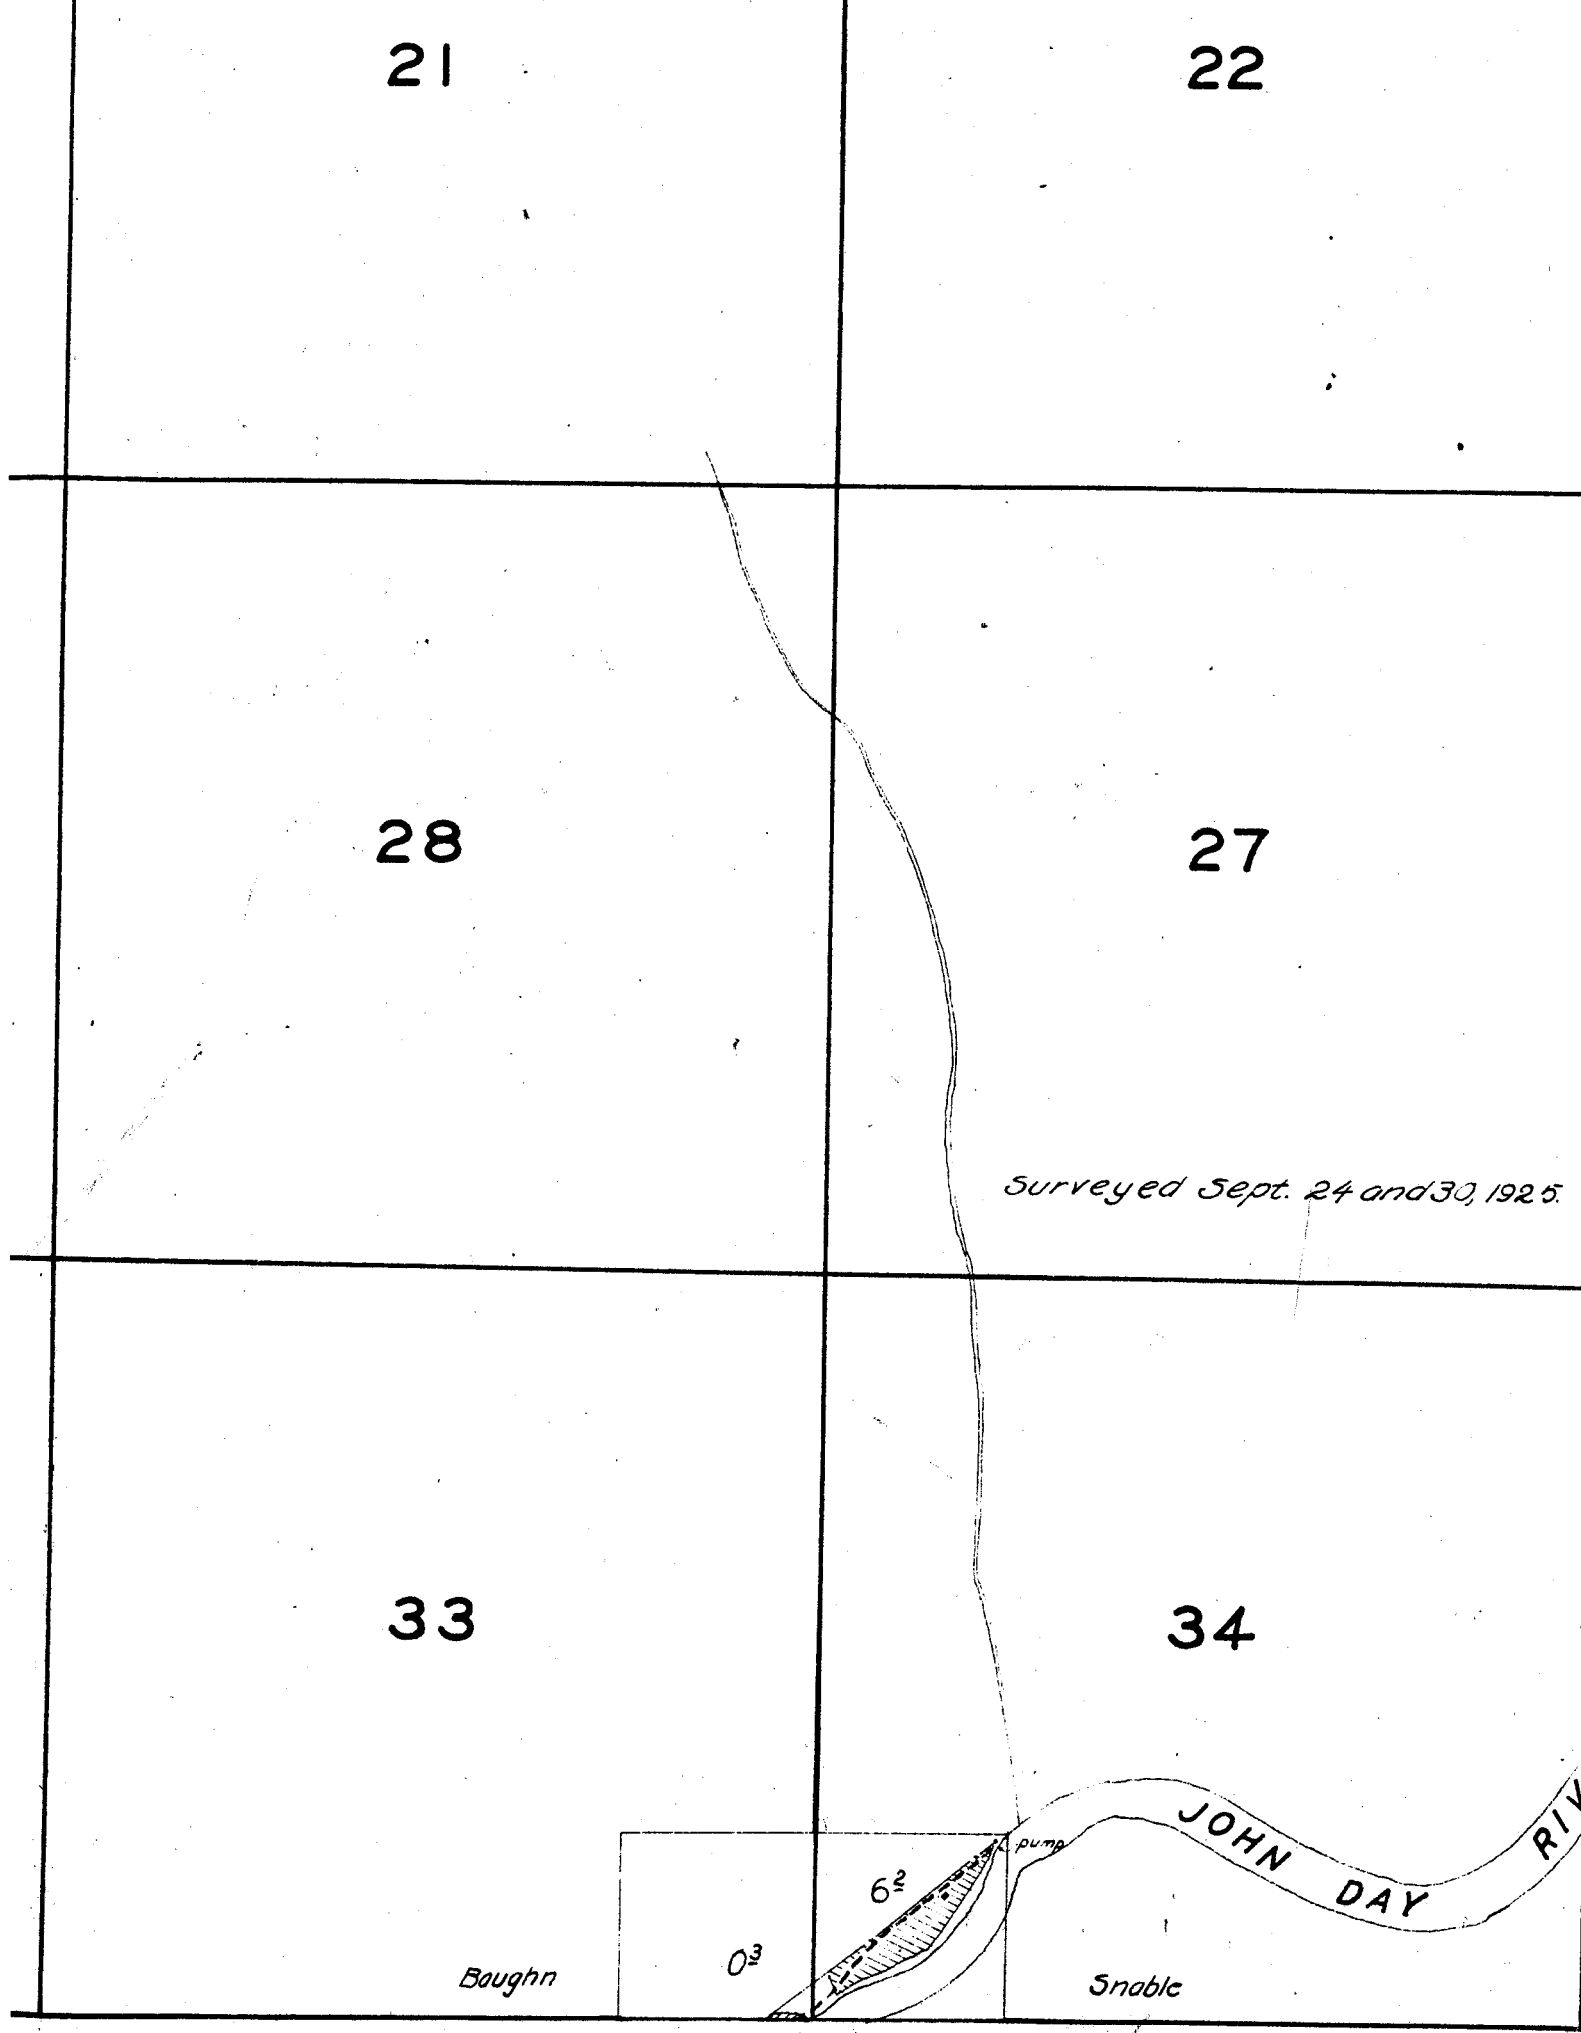 21
22
28
27
Surveyed Sept. 24 and 30, 1925.
33
34
JOHN DAY RIV
pump
6²
0³
Baughn
Snable